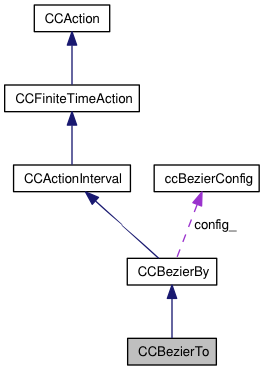 CCAction
CCFiniteTimeAction
CCActionInterval
ccBezierConfig
config_
CCBezierBy
CCBezierTo